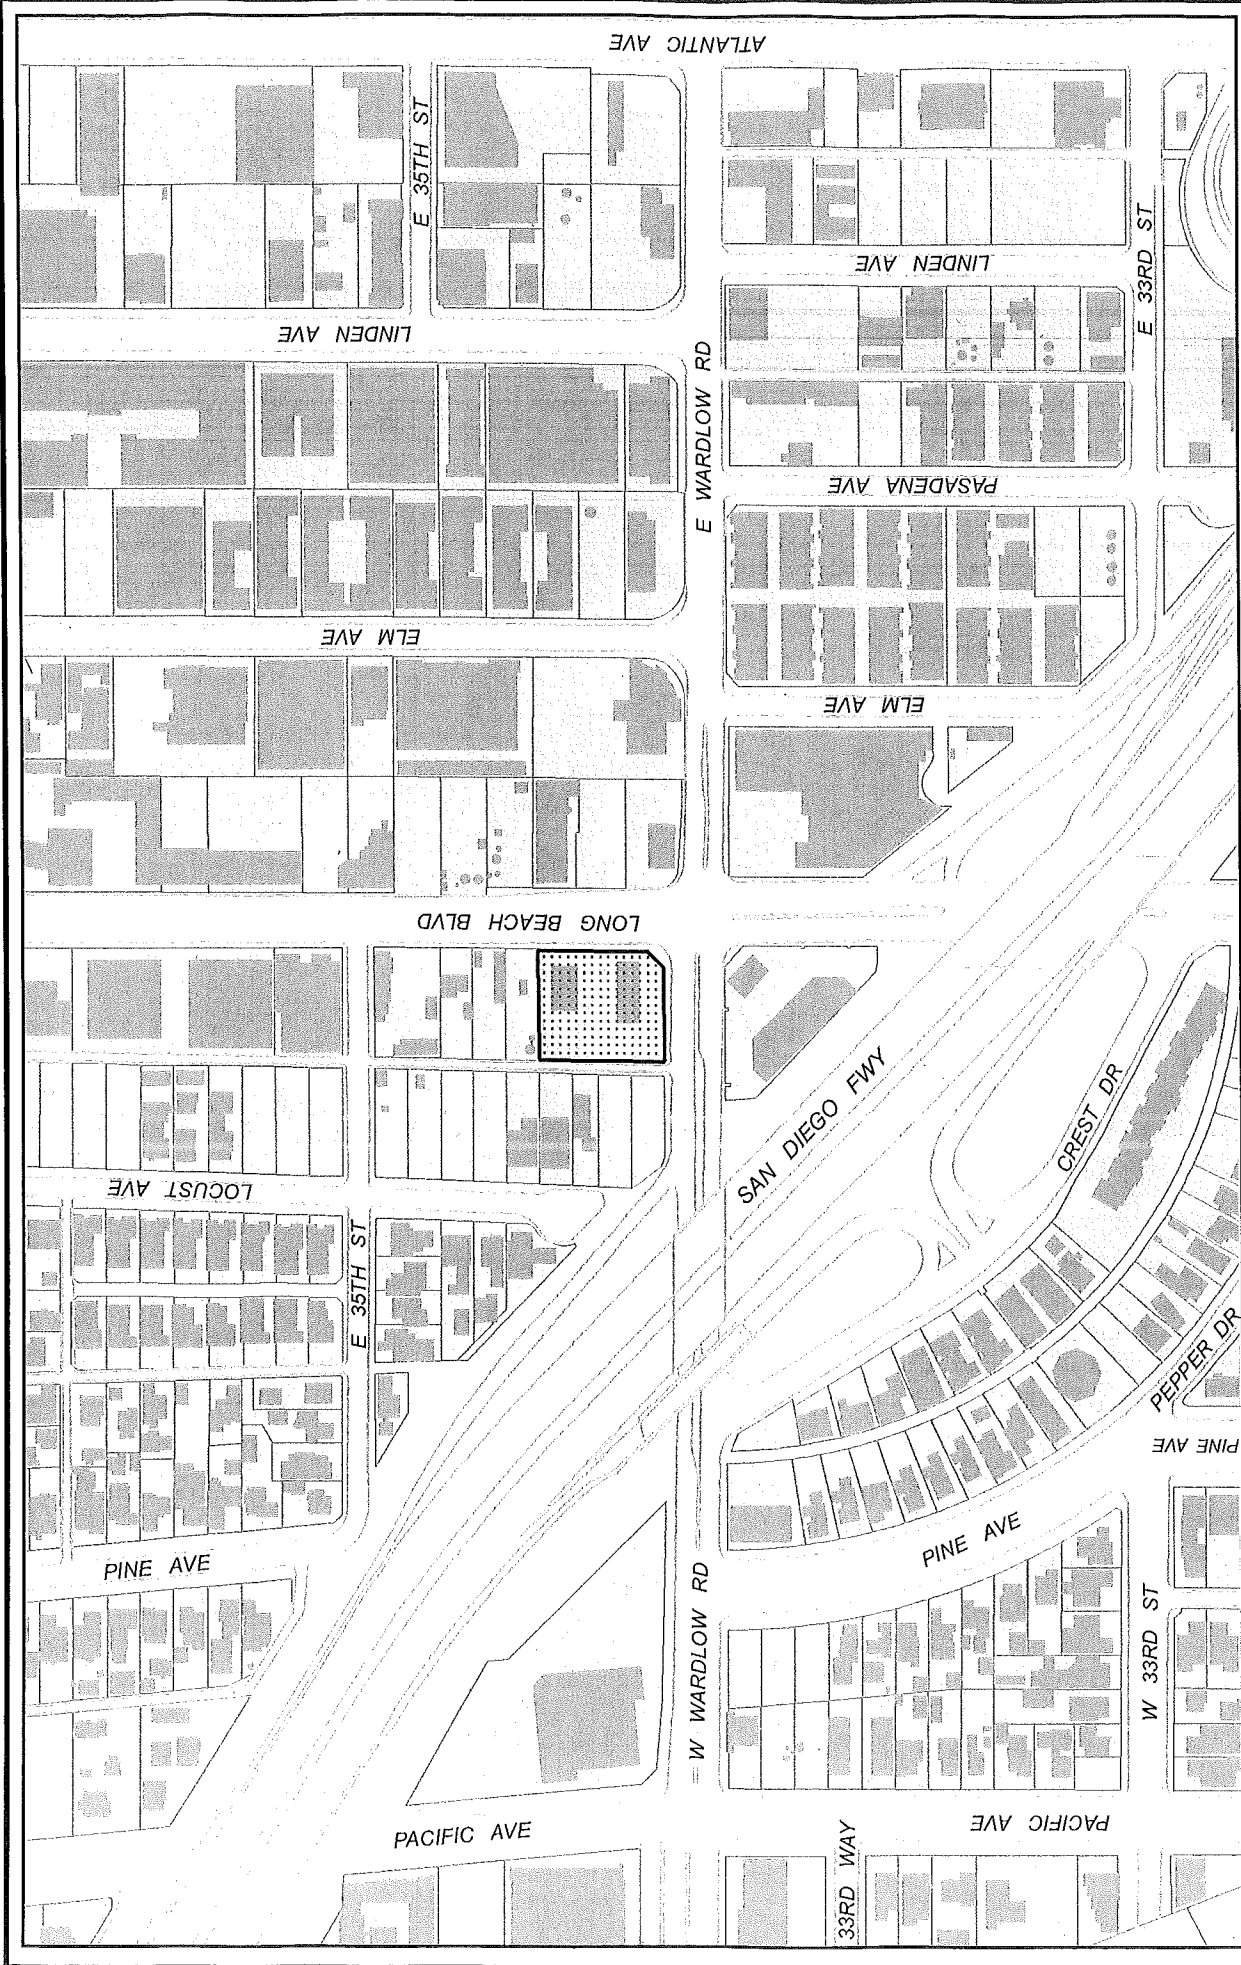 ATLANTIC AVE
E 35TH ST
E 33RD ST
LINDEN AVE
LINDEN AVE
E WARDLOW RD
PASADENA AVE
ELM AVE
ELM AVE
LONG BEACH BLVD
SAN DIEGO FWY
CREST DR
LOCUST AVE
E 35TH ST
PEPPER DR
PINE AVE
PINE AVE
PINE AVE
W WARDLOW RD
W 33RD ST
PACIFIC AVE
PACIFIC AVE
33RD WAY